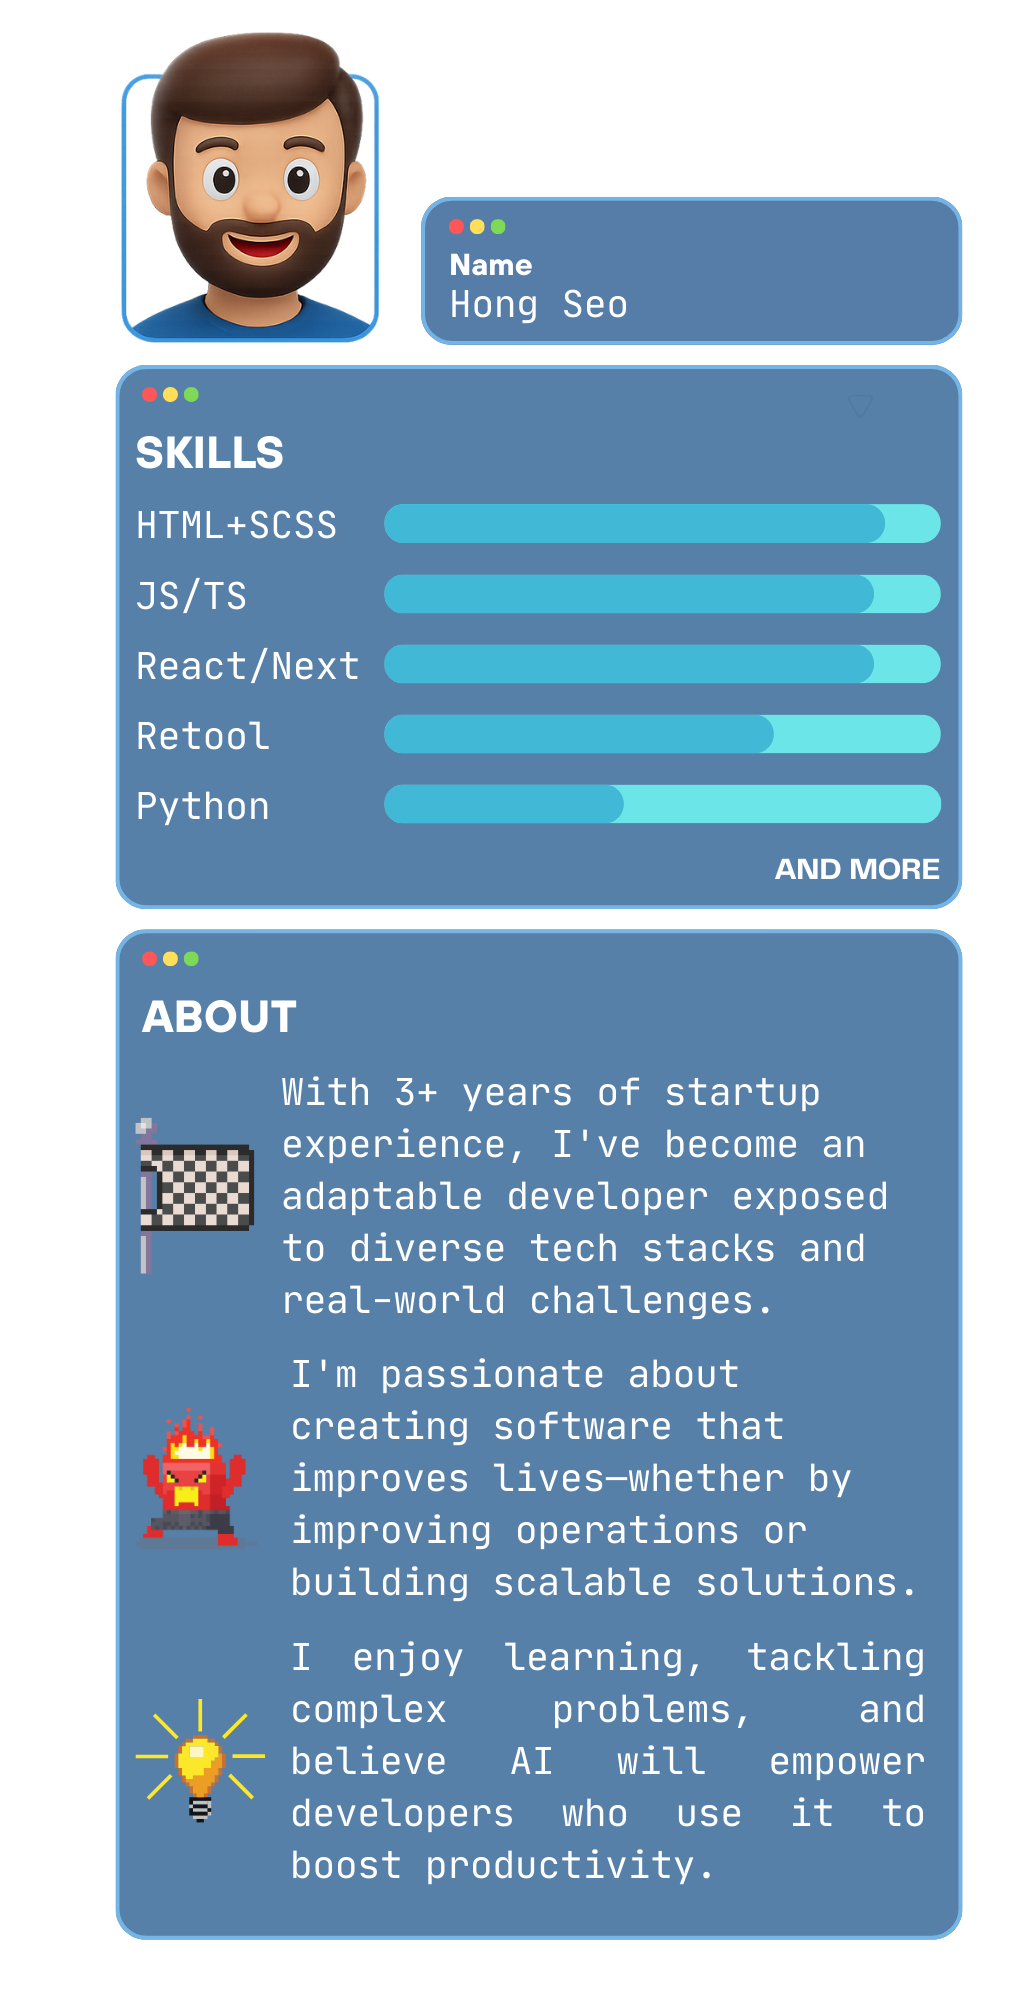 Name
Hong Seo
SKILLS
HTML+SCSS
JS/TS
React/Next
Retool
Python
AND MORE
ABOUT
With 3+ years of startup
experience, I've become an
adaptable developer exposed
to diverse tech stacks and
real-world challenges.
I'm passionate about
creating software that
improves lives—whether by
improving operations or
building scalable solutions.
I enjoy learning, tackling
complex problems, and
believe AI will empower
developers who use it to
boost productivity.